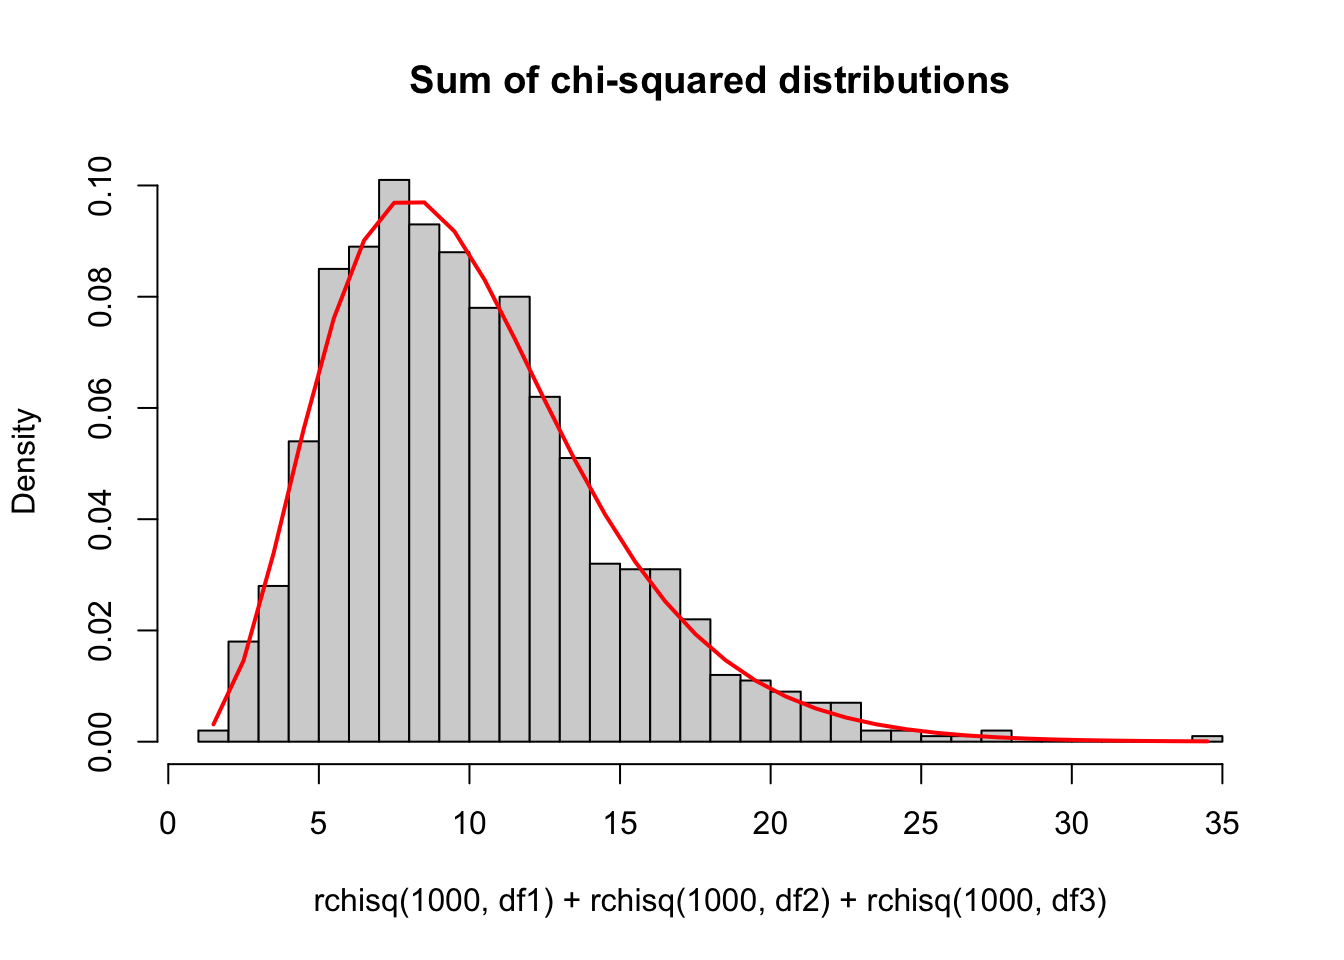 Sum of chi-squared distributions
Density
0.10
0.08
0.06
0.04
0.02
0.00
0 5 10 15 20 25 30 35
rchisq(1000, df1) + rchisq(1000, df2) + rchisq(1000, df3)